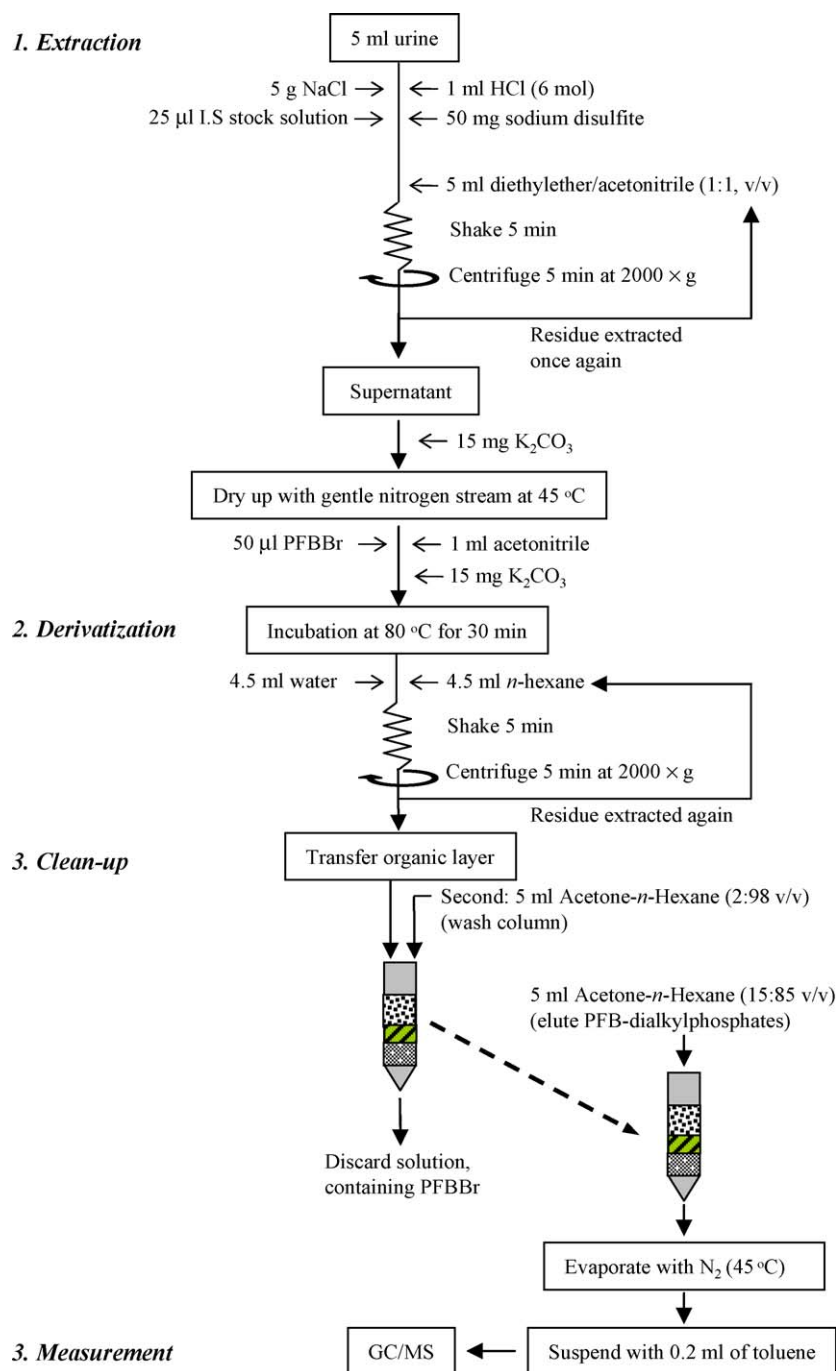 1. Extraction
5 ml urine
5 g NaCl
1 ml HCl (6 mol)
25 µl I.S stock solution
50 mg sodium disulfite
5 ml diethylether/acetonitrile (1:1, v/v)
Shake 5 min
Centrifuge 5 min at 2000 × g
Residue extracted
once again
Supernatant
15 mg K₂CO₃
Dry up with gentle nitrogen stream at 45 °C
50 µl PFBBr
1 ml acetonitrile
15 mg K₂CO₃
2. Derivatization
Incubation at 80 °C for 30 min
4.5 ml water
4.5 ml n-hexane
Shake 5 min
Centrifuge 5 min at 2000 × g
Residue extracted again
3. Clean-up
Transfer organic layer
Second: 5 ml Acetone-n-Hexane (2:98 v/v)
(wash column)
5 ml Acetone-n-Hexane (15:85 v/v)
(elute PFB-dialkylphosphates)
Discard solution,
containing PFBBr
Evaporate with N₂ (45 °C)
3. Measurement
GC/MS
Suspend with 0.2 ml of toluene